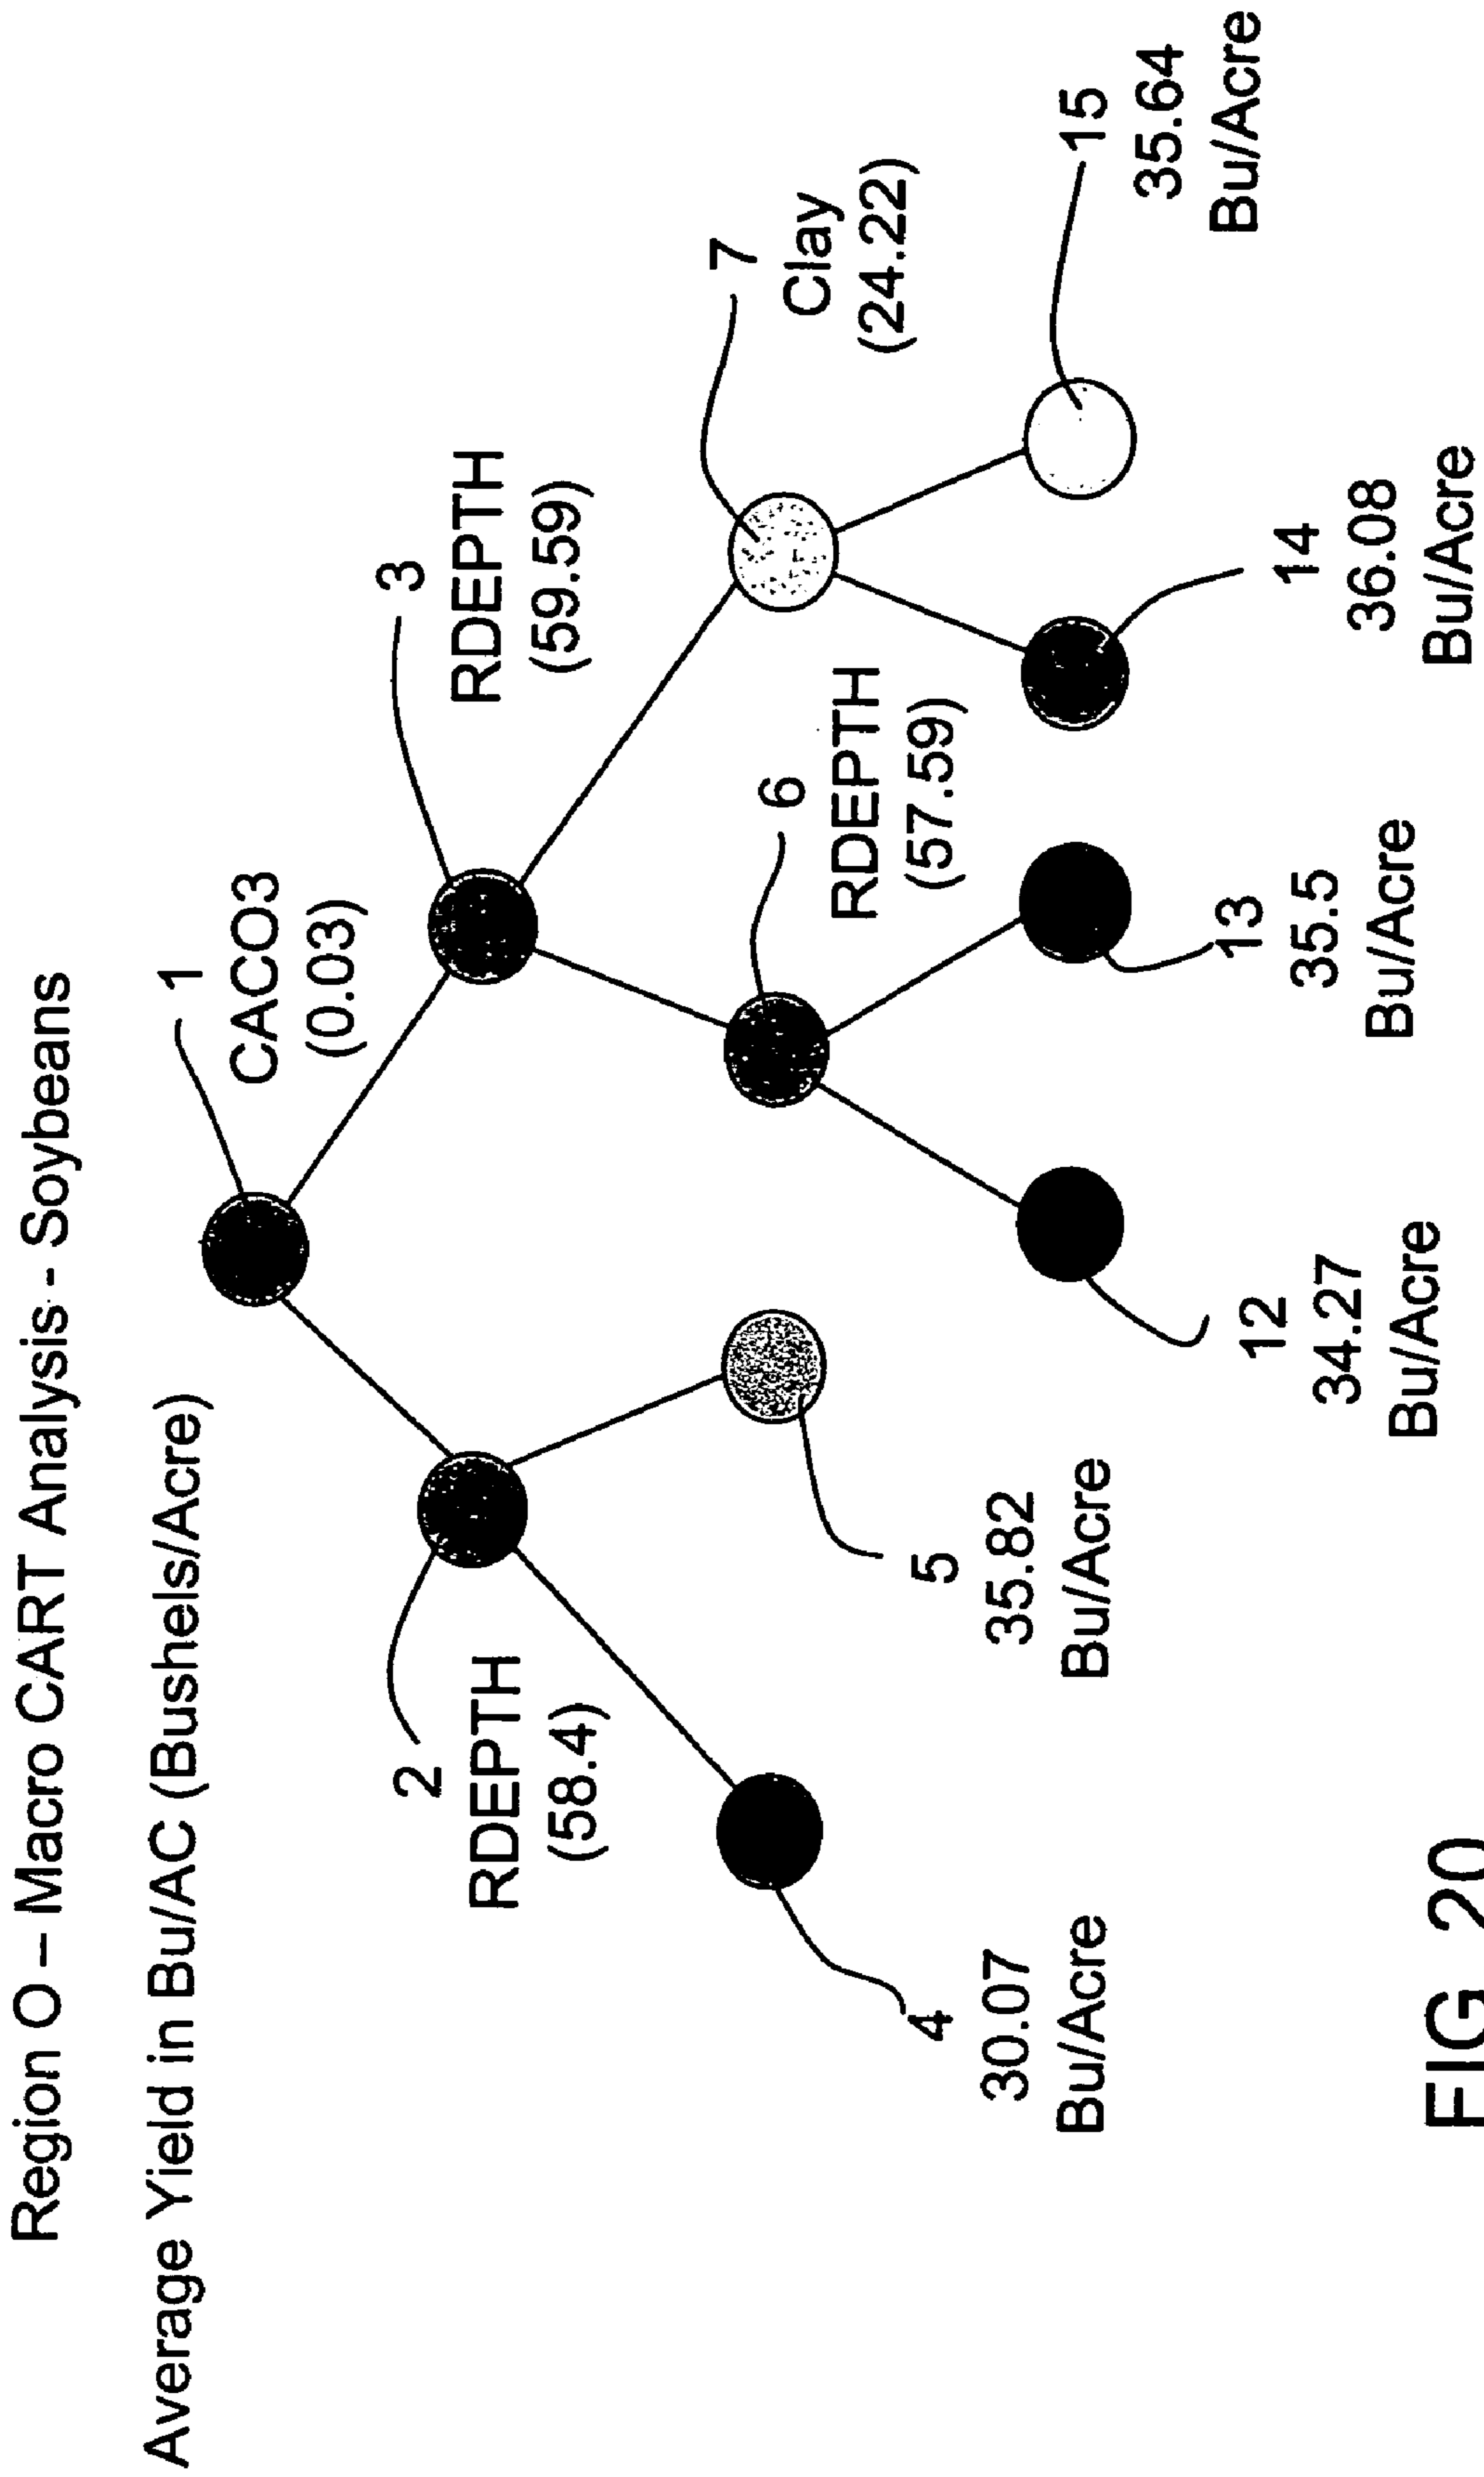 Region O – Macro CART Analysis - Soybeans
Average Yield in Bu/AC (Bushels/Acre)
1
CACO3
(0.03)
2
RDEPTH
(58.4)
3
RDEPTH
(59.59)
4
30.07
Bu/Acre
5
35.82
Bu/Acre
6
RDEPTH
(57.59)
7
Clay
(24.22)
12
34.27
Bu/Acre
13
35.5
Bu/Acre
14
36.08
Bu/Acre
15
35.64
Bu/Acre
FIG 20